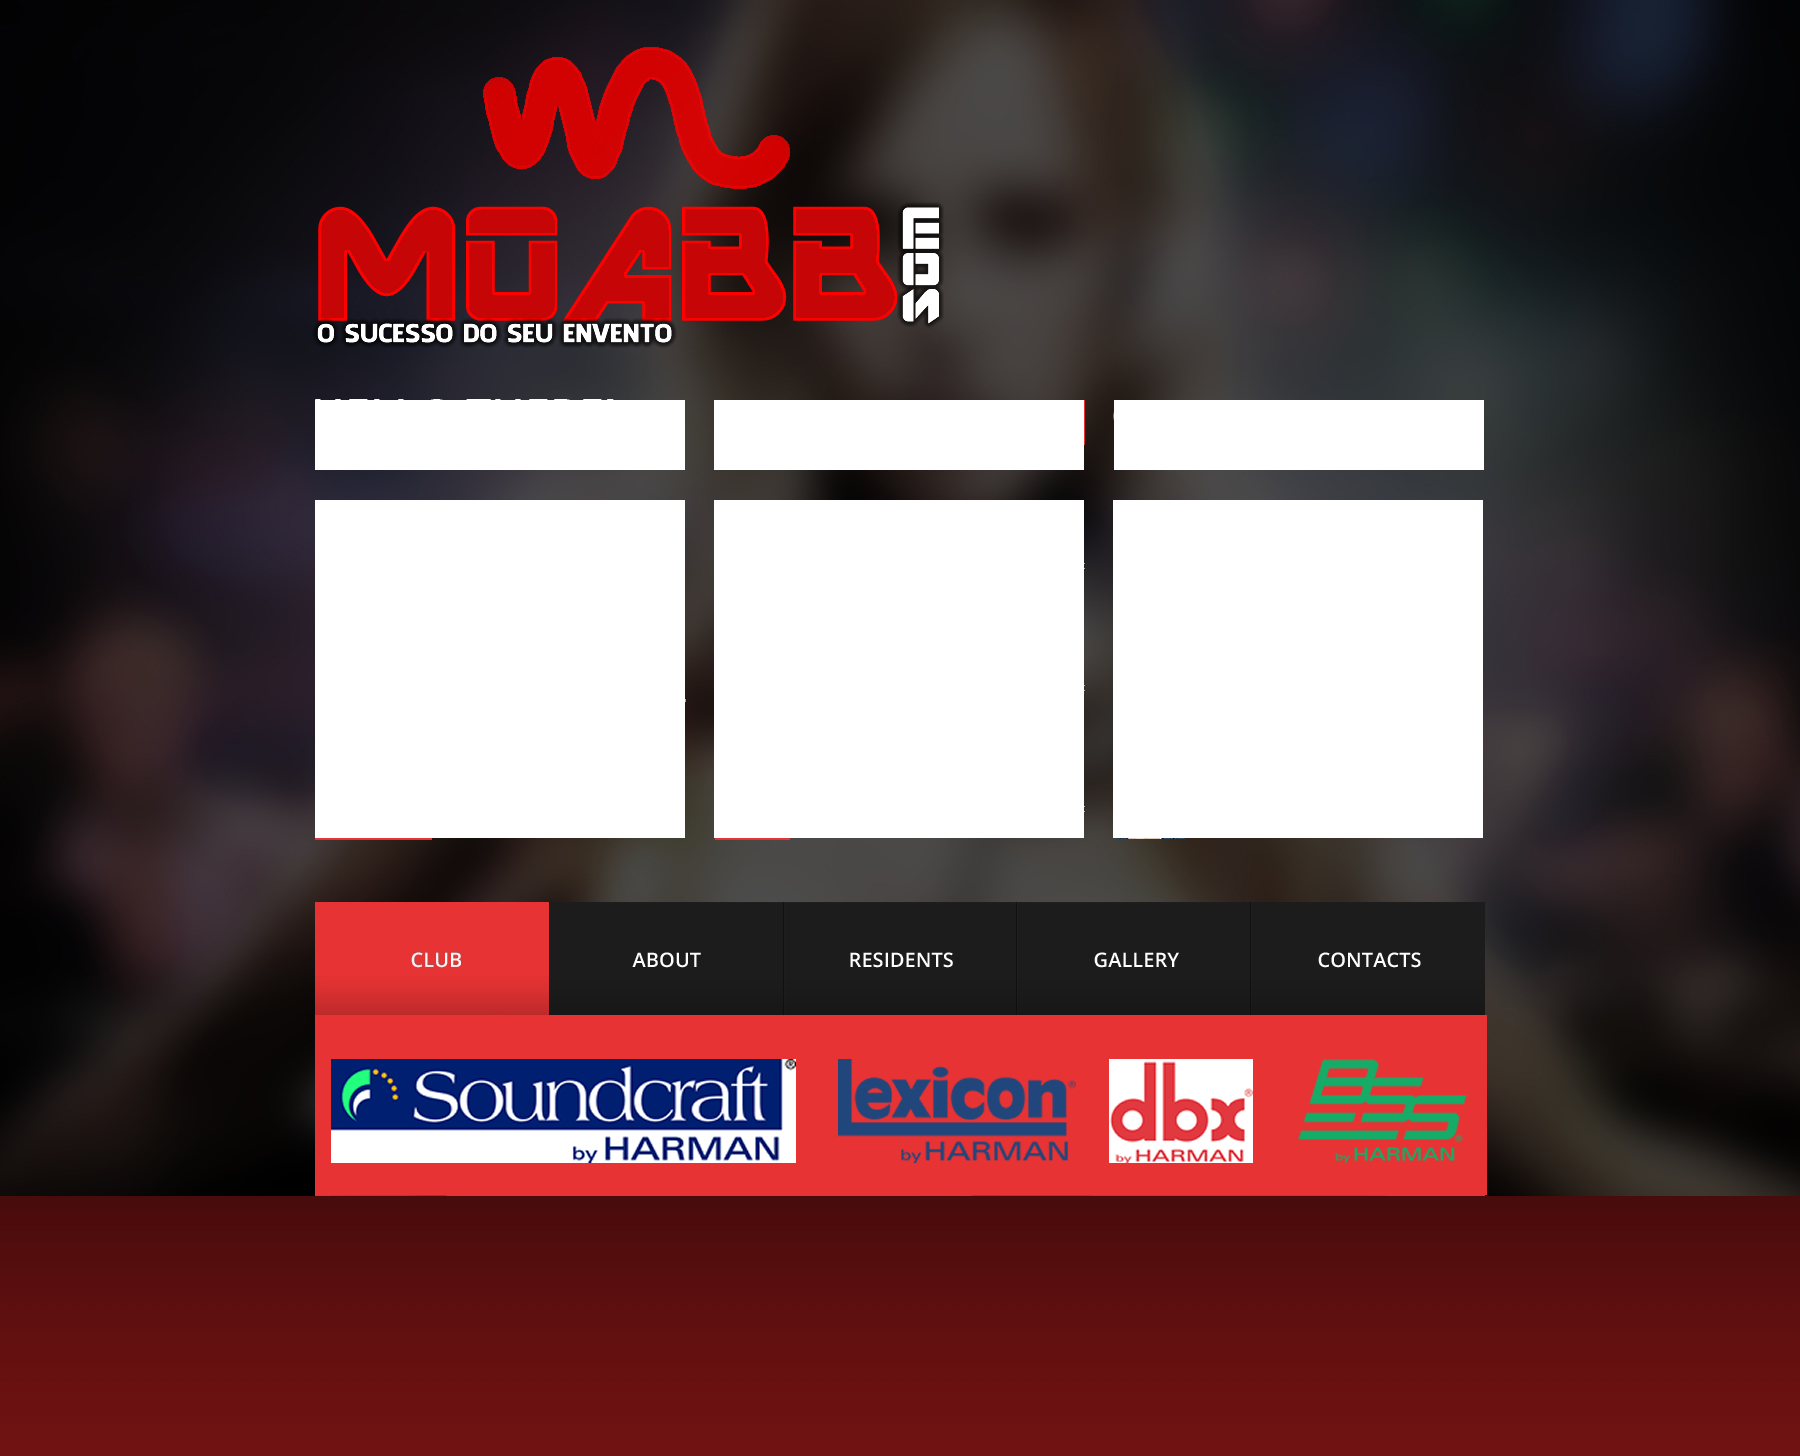 MOABB SOM
O SUCESSO DO SEU ENVENTO
CLUB ABOUT RESIDENTS GALLERY CONTACTS
Soundcraft® lexicon® dbx® BSS®
by HARMAN by HARMAN by HARMAN by HARMAN